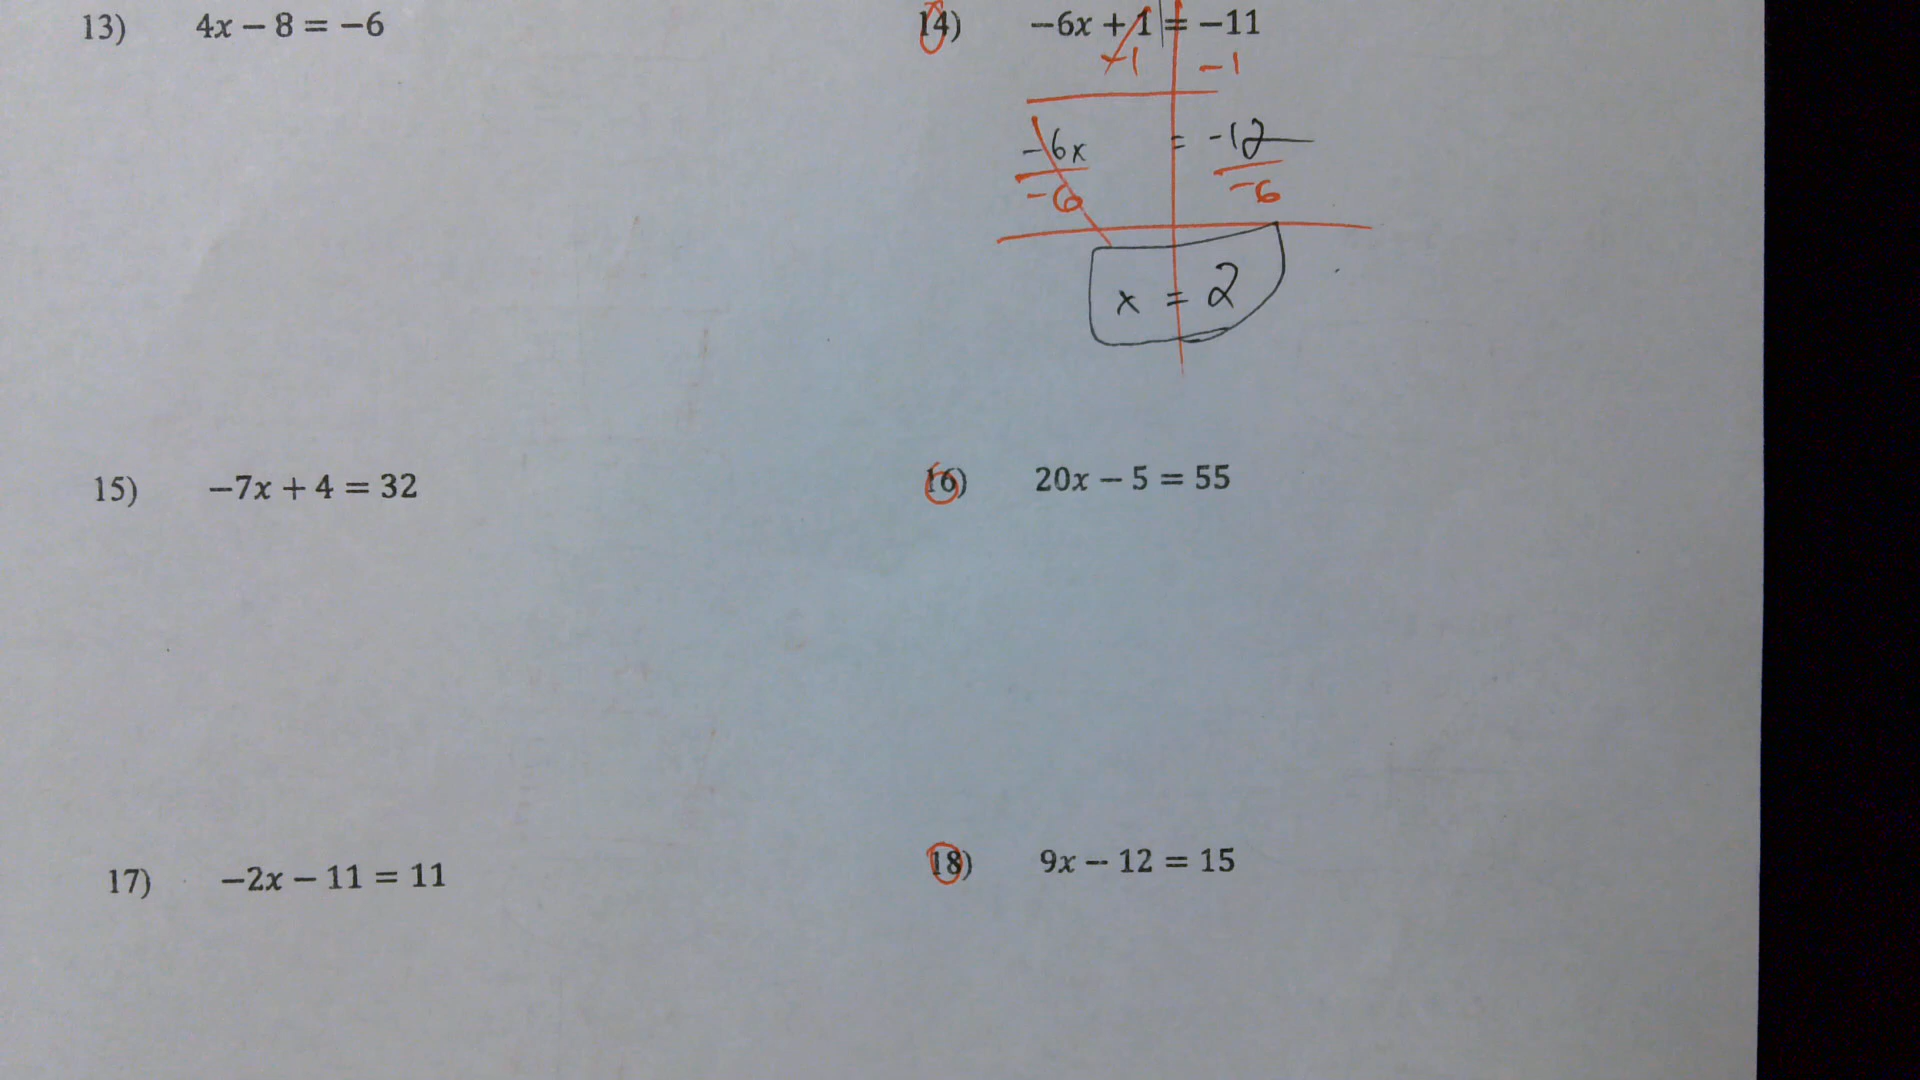 13) 4x − 8 = −6
14) −6x + 1 = −11
−1 −1
−6x = −12
−6 −6
x = 2
15) −7x + 4 = 32
16) 20x − 5 = 55
17) −2x − 11 = 11
18) 9x − 12 = 15